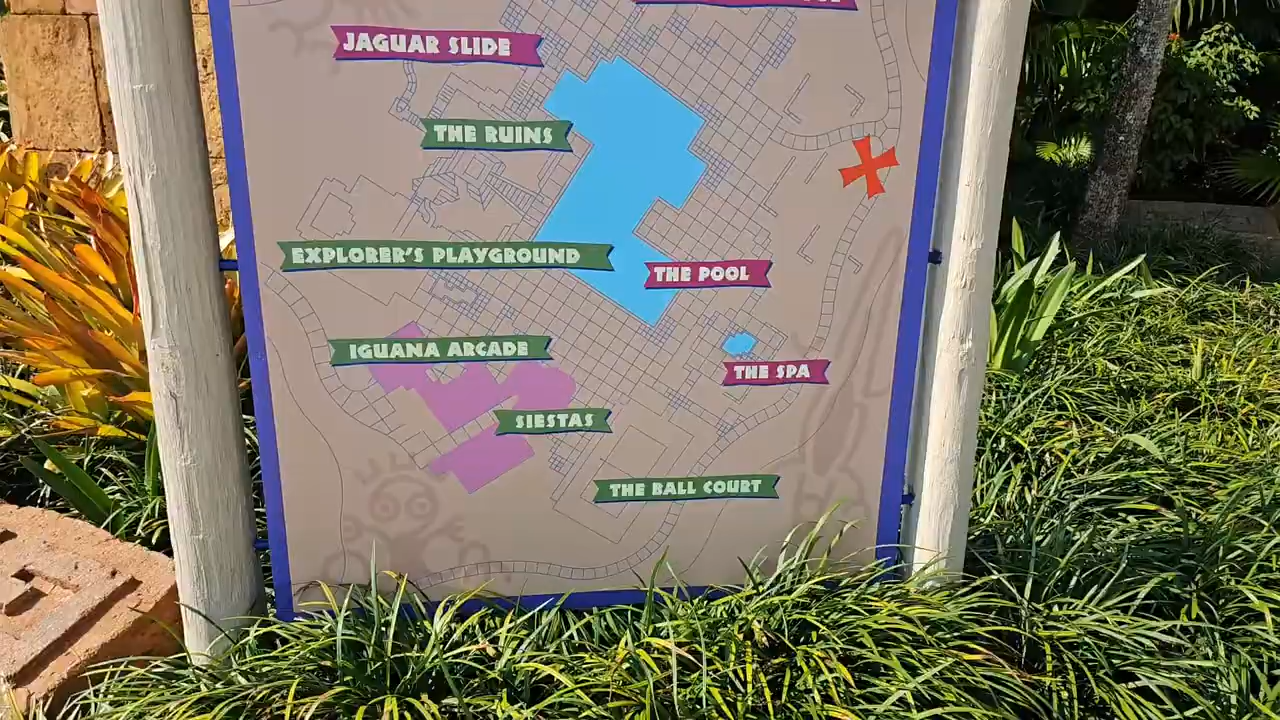 JAGUAR SLIDE
THE RUINS
EXPLORER'S PLAYGROUND
THE POOL
IGUANA ARCADE
THE SPA
SIESTAS
THE BALL COURT